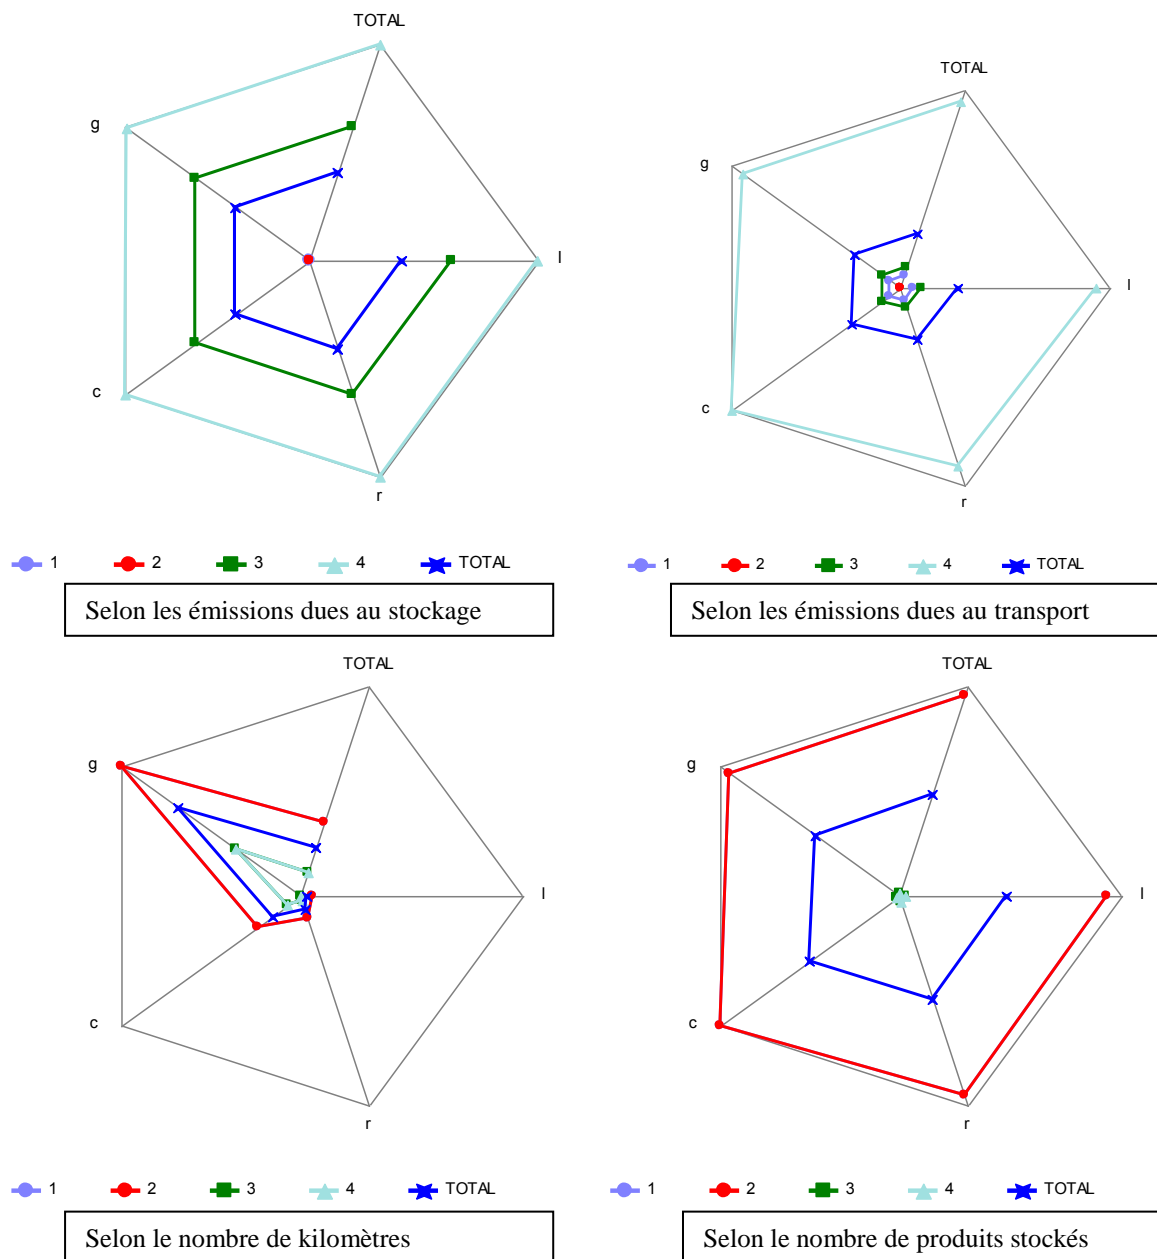 TOTAL
g
l
c
r
1 2 3 4 TOTAL
Selon les émissions dues au stockage
TOTAL
g
l
c
r
1 2 3 4 TOTAL
Selon les émissions dues au transport
TOTAL
g
l
c
r
1 2 3 4 TOTAL
Selon le nombre de kilomètres
TOTAL
g
l
c
r
1 2 3 4 TOTAL
Selon le nombre de produits stockés